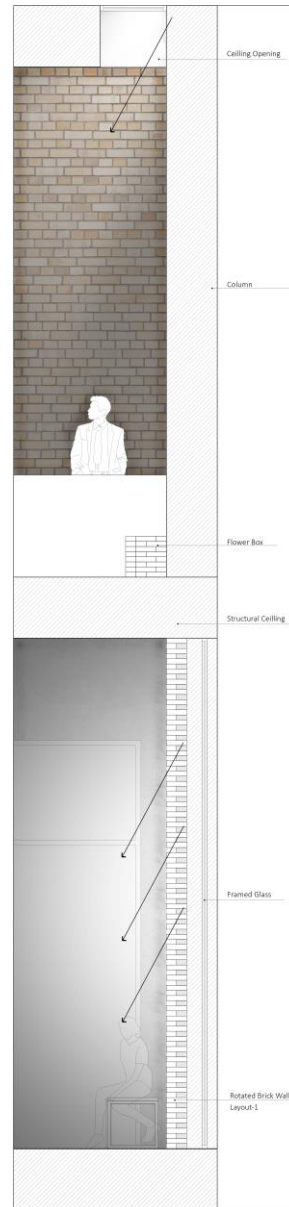 Ceilling Opening
Column
Flower Box
Structural Ceilling
Framed Glass
Rotated Brick Wall
Layout-1